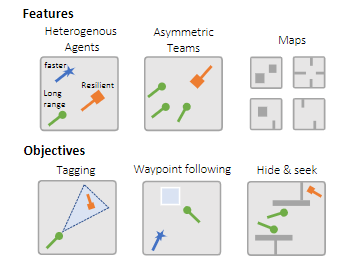 Features
Heterogenous
Agents
Asymmetric
Teams
Maps
faster
Resilient
Long
range
Objectives
Tagging
Waypoint following
Hide & seek